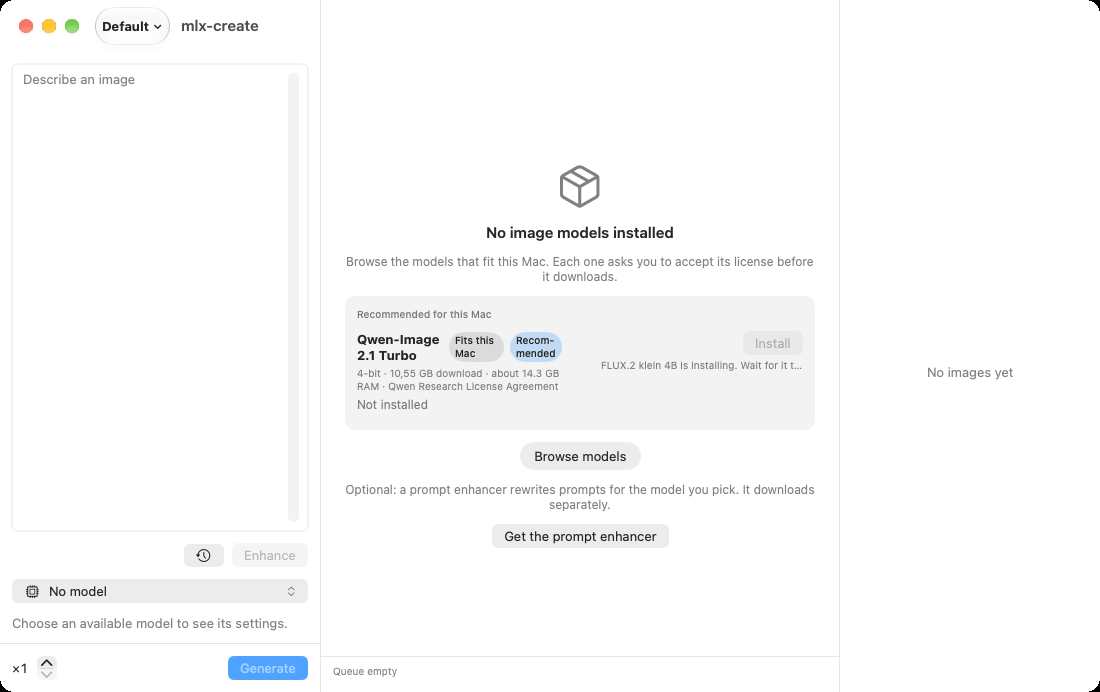 Default
mlx-create
Describe an image
Enhance
No model
Choose an available model to see its settings.
×1
Generate
No image models installed
Browse the models that fit this Mac. Each one asks you to accept its license before
it downloads.
Recommended for this Mac
Qwen-Image
2.1 Turbo
Fits this
Mac
Recom-
mended
4-bit · 10,55 GB download · about 14.3 GB
RAM · Qwen Research License Agreement
Not installed
Install
FLUX.2 klein 4B is installing. Wait for it t...
Browse models
Optional: a prompt enhancer rewrites prompts for the model you pick. It downloads
separately.
Get the prompt enhancer
Queue empty
No images yet